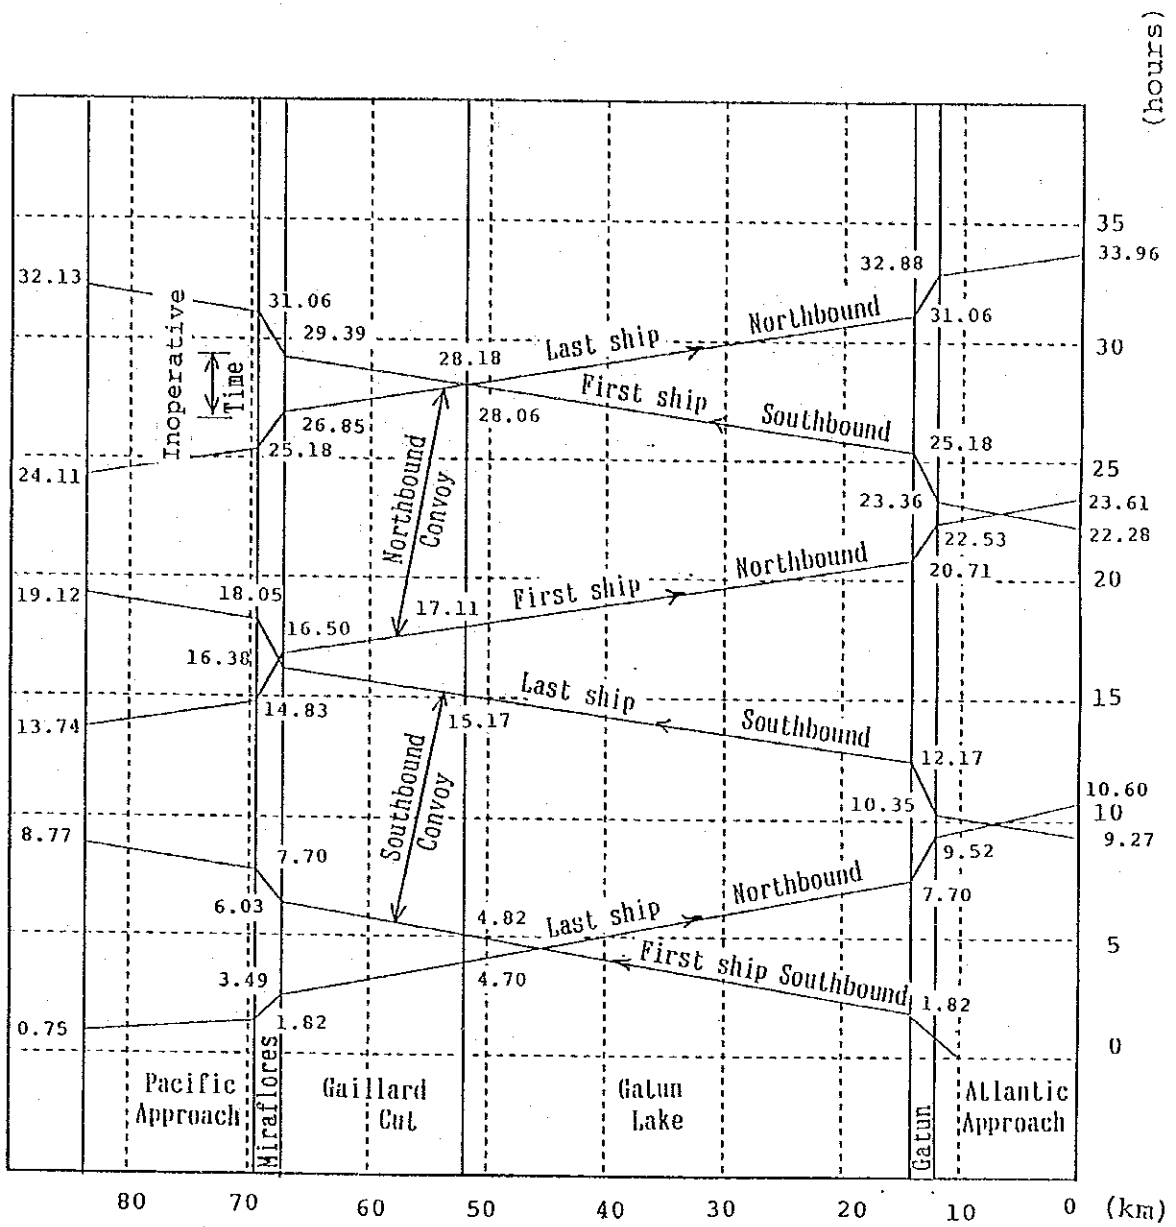 (hours)
35
32.88
33.96
32.13
Inoperative
Time
31.06
Northbound
31.06
29.39
Last ship
30
28.18
First ship
26.85
28.06
Southbound
25.18
25.18
24.11
25
Northbound
Convoy
23.36
23.61
22.53
22.28
Northbound
20.71
20
19.12
18.05
First ship
17.11
16.50
16.38
Last ship
15
14.83
15.17
13.74
Southbound
12.17
Southbound
Convoy
10.35
10.60
10
9.52
9.27
8.77
7.70
Northbound
7.70
6.03
4.82
Last ship
5
3.49
4.70
First ship Southbound
1.82
1.82
0.75
0
Pacific
Approach
Miraflores
Gaillard
Cut
Gatun
Lake
Gatun
Atlantic
Approach
80 70 60 50 40 30 20 10 0 (km)